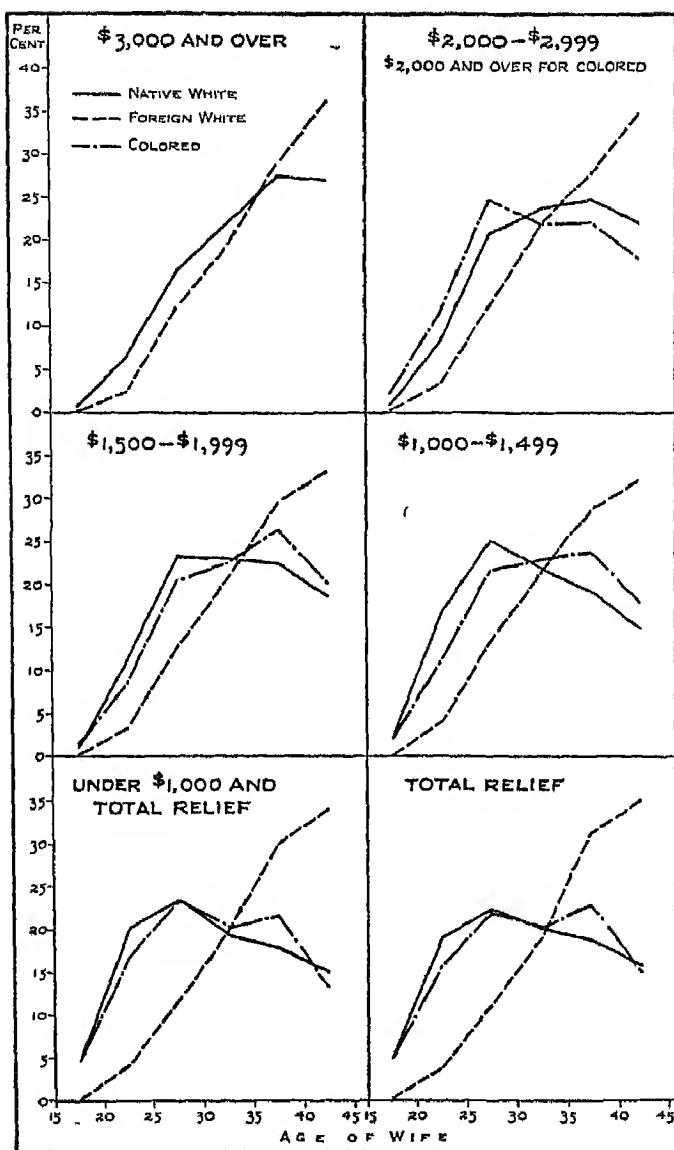 PER
CENT
$3,000 AND OVER
$2,000–$2,999
$2,000 AND OVER FOR COLORED
40
35
30
25
20
15
10
5
0
NATIVE WHITE
FOREIGN WHITE
COLORED
$1,500–$1,999
$1,000–$1,499
35
30
25
20
15
10
5
0
UNDER $1,000 AND
TOTAL RELIEF
TOTAL RELIEF
35
30
25
20
15
10
5
0
15 20 25 30 35 40 45 15 20 25 30 35 40 45
AGE OF WIFE